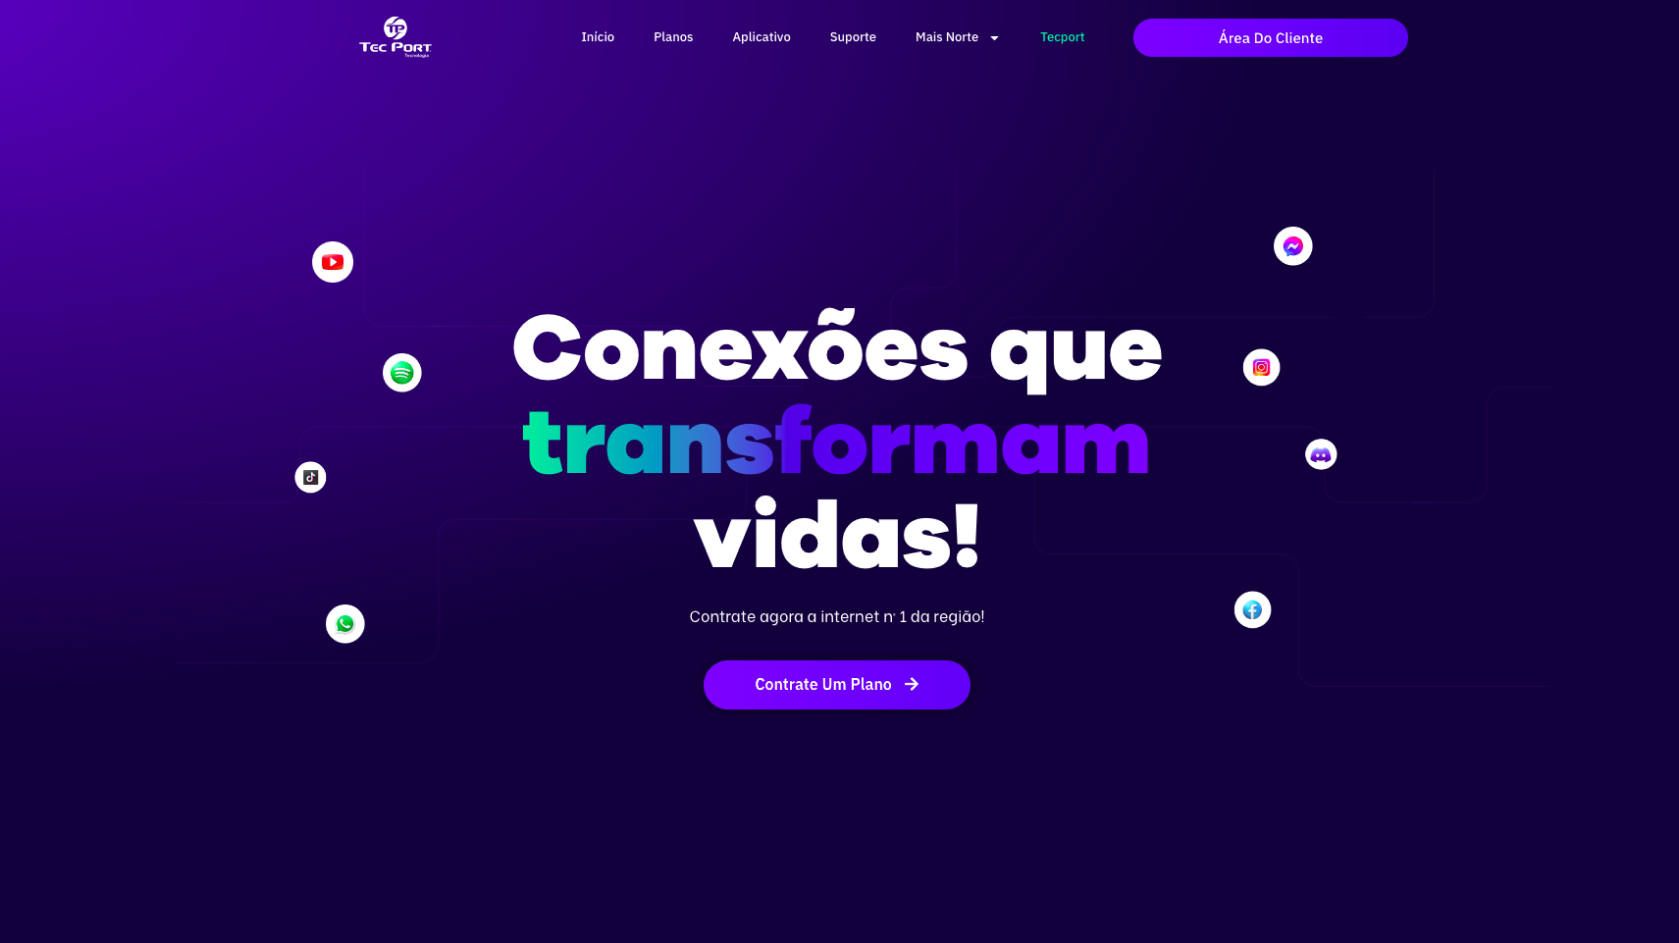 TP
TEC PORT
Tecnologia
Início
Planos
Aplicativo
Suporte
Mais Norte
Tecport
Área Do Cliente
Conexões que
transformam
vidas!
Contrate agora a internet n° 1 da região!
Contrate Um Plano